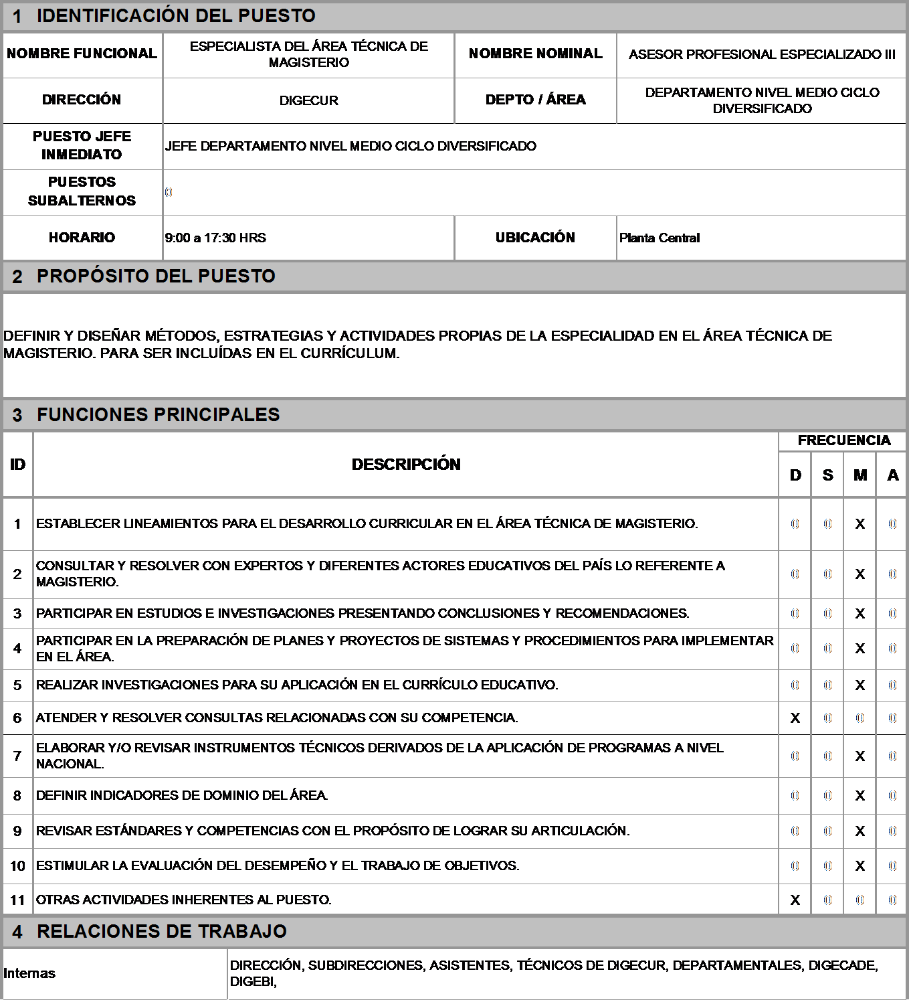 1 IDENTIFICACIÓN DEL PUESTO
NOMBRE FUNCIONAL
ESPECIALISTA DEL ÁREA TÉCNICA DE
MAGISTERIO
NOMBRE NOMINAL
ASESOR PROFESIONAL ESPECIALIZADO III
DIRECCIÓN
DIGECUR
DEPTO / ÁREA
DEPARTAMENTO NIVEL MEDIO CICLO
DIVERSIFICADO
PUESTO JEFE
INMEDIATO
JEFE DEPARTAMENTO NIVEL MEDIO CICLO DIVERSIFICADO
PUESTOS
SUBALTERNOS
0
HORARIO
9:00 a 17:30 HRS
UBICACIÓN
Planta Central
2 PROPÓSITO DEL PUESTO
DEFINIR Y DISEÑAR MÉTODOS, ESTRATEGIAS Y ACTIVIDADES PROPIAS DE LA ESPECIALIDAD EN EL ÁREA TÉCNICA DE
MAGISTERIO. PARA SER INCLUÍDAS EN EL CURRÍCULUM.
3 FUNCIONES PRINCIPALES
ID
DESCRIPCIÓN
FRECUENCIA
D S M A
1 ESTABLECER LINEAMIENTOS PARA EL DESARROLLO CURRICULAR EN EL ÁREA TÉCNICA DE MAGISTERIO. 0 0 X 0
2 CONSULTAR Y RESOLVER CON EXPERTOS Y DIFERENTES ACTORES EDUCATIVOS DEL PAÍS LO REFERENTE A
MAGISTERIO. 0 0 X 0
3 PARTICIPAR EN ESTUDIOS E INVESTIGACIONES PRESENTANDO CONCLUSIONES Y RECOMENDACIONES. 0 0 X 0
4 PARTICIPAR EN LA PREPARACIÓN DE PLANES Y PROYECTOS DE SISTEMAS Y PROCEDIMIENTOS PARA IMPLEMENTAR
EN EL ÁREA. 0 0 X 0
5 REALIZAR INVESTIGACIONES PARA SU APLICACIÓN EN EL CURRÍCULO EDUCATIVO. 0 0 X 0
6 ATENDER Y RESOLVER CONSULTAS RELACIONADAS CON SU COMPETENCIA. X 0 0 0
7 ELABORAR Y/O REVISAR INSTRUMENTOS TÉCNICOS DERIVADOS DE LA APLICACIÓN DE PROGRAMAS A NIVEL
NACIONAL. 0 0 X 0
8 DEFINIR INDICADORES DE DOMINIO DEL ÁREA. 0 0 X 0
9 REVISAR ESTÁNDARES Y COMPETENCIAS CON EL PROPÓSITO DE LOGRAR SU ARTICULACIÓN. 0 0 X 0
10 ESTIMULAR LA EVALUACIÓN DEL DESEMPEÑO Y EL TRABAJO DE OBJETIVOS. 0 0 X 0
11 OTRAS ACTIVIDADES INHERENTES AL PUESTO. X 0 0 0
4 RELACIONES DE TRABAJO
Internas
DIRECCIÓN, SUBDIRECCIONES, ASISTENTES, TÉCNICOS DE DIGECUR, DEPARTAMENTALES, DIGECADE,
DIGEBI,